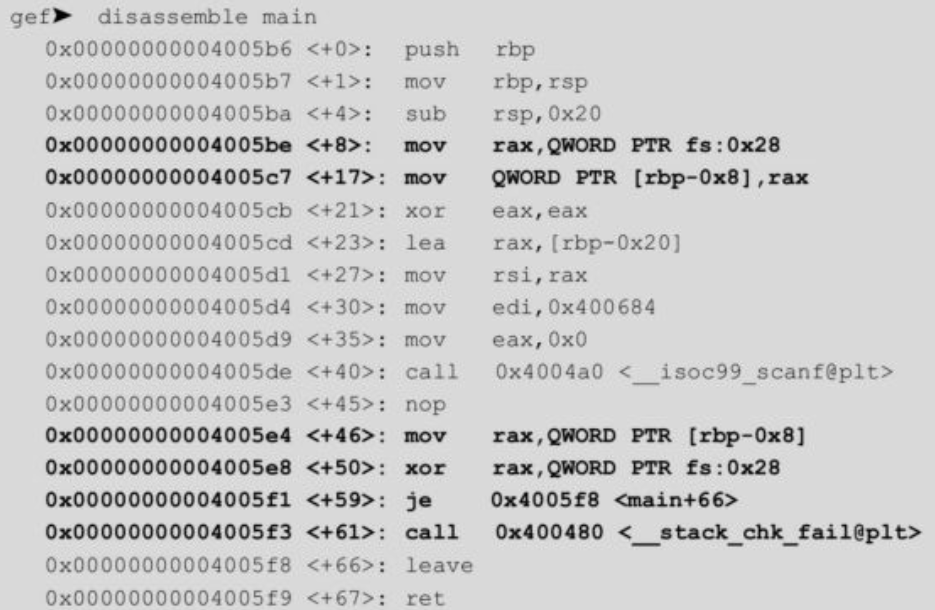 gef➤ disassemble main
0x00000000004005b6 <+0>: push rbp
0x00000000004005b7 <+1>: mov rbp,rsp
0x00000000004005ba <+4>: sub rsp,0x20
0x00000000004005be <+8>: mov rax,QWORD PTR fs:0x28
0x00000000004005c7 <+17>: mov QWORD PTR [rbp-0x8],rax
0x00000000004005cb <+21>: xor eax,eax
0x00000000004005cd <+23>: lea rax,[rbp-0x20]
0x00000000004005d1 <+27>: mov rsi,rax
0x00000000004005d4 <+30>: mov edi,0x400684
0x00000000004005d9 <+35>: mov eax,0x0
0x00000000004005de <+40>: call 0x4004a0 <__isoc99_scanf@plt>
0x00000000004005e3 <+45>: nop
0x00000000004005e4 <+46>: mov rax,QWORD PTR [rbp-0x8]
0x00000000004005e8 <+50>: xor rax,QWORD PTR fs:0x28
0x00000000004005f1 <+59>: je 0x4005f8 <main+66>
0x00000000004005f3 <+61>: call 0x400480 <__stack_chk_fail@plt>
0x00000000004005f8 <+66>: leave
0x00000000004005f9 <+67>: ret